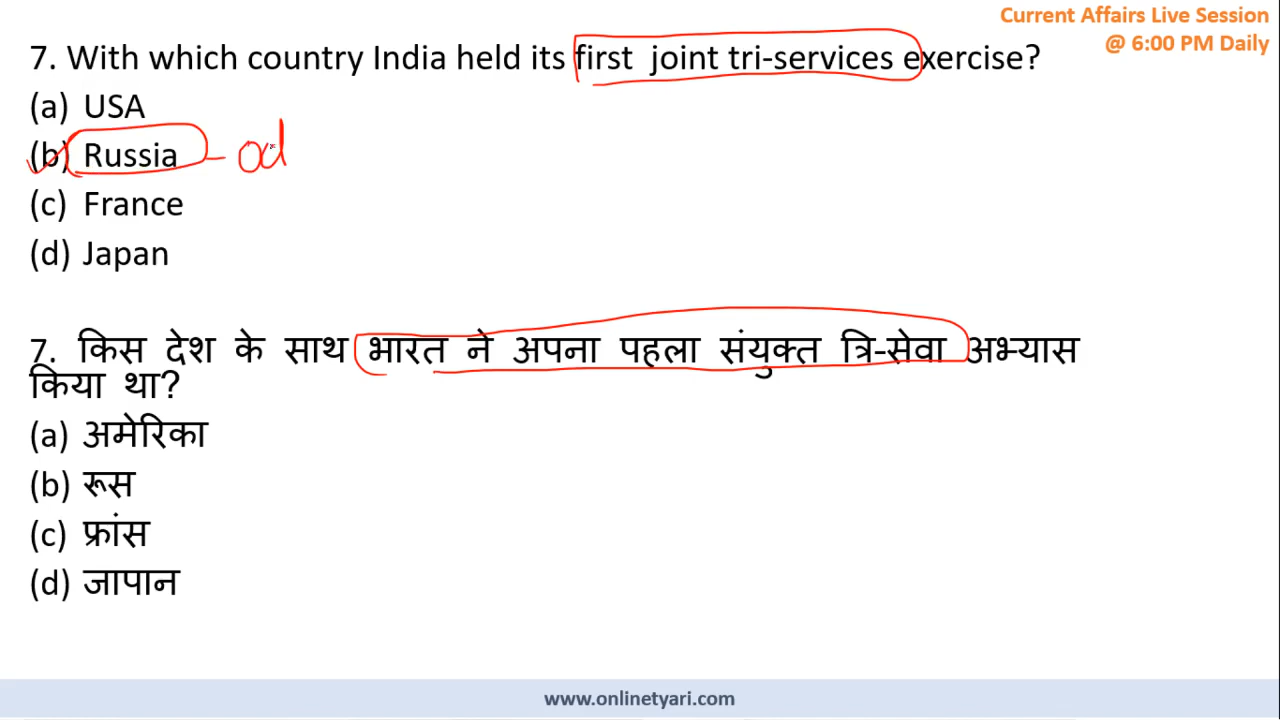 Current Affairs Live Session
@ 6:00 PM Daily
7. With which country India held its first joint tri-services exercise?
(a) USA
(b) Russia - Od
(c) France
(d) Japan
7. किस देश के साथ भारत ने अपना पहला संयुक्त त्रि-सेवा अभ्यास
किया था?
(a) अमेरिका
(b) रूस
(c) फ्रांस
(d) जापान
www.onlinetyari.com